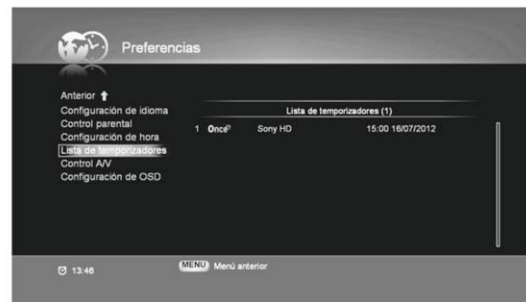 Preferencias
Anterior
Configuración de idioma
Control parental
Configuración de hora
Lista de temporizadores
Control A/V
Configuración de OSD
Lista de temporizadores (1)
1 Once Sony HD 15:00 16/07/2012
13:46
MENU Menú anterior